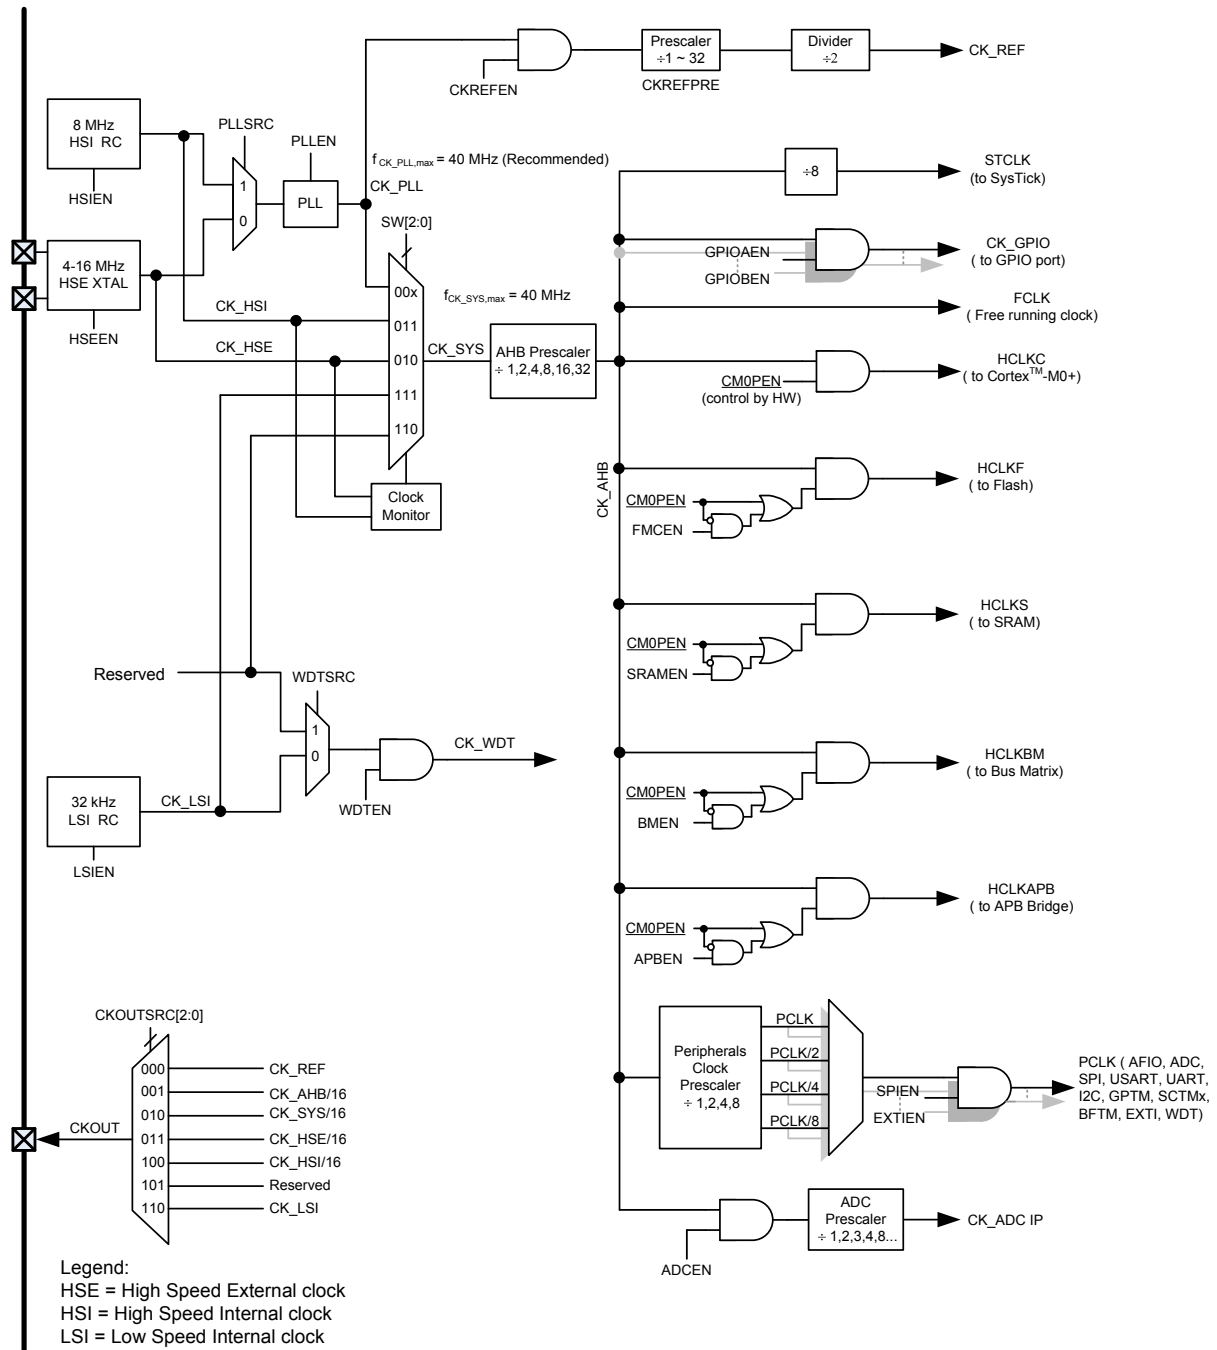 Prescaler
÷1 ~ 32
CKREFPRE
Divider
÷2
CK_REF
CKREFEN
8 MHz
HSI RC
HSIEN
PLLSRC
1
0
PLLEN
PLL
f CK_PLL,max = 40 MHz (Recommended)
CK_PLL
4-16 MHz
HSE XTAL
HSEEN
SW[2:0]
00x
011
010
111
110
fCK_SYS,max = 40 MHz
CK_HSI
CK_HSE
CK_SYS
AHB Prescaler
÷ 1,2,4,8,16,32
Clock
Monitor
CK_AHB
÷8
STCLK
(to SysTick)
GPIOAEN
GPIOBEN
CK_GPIO
( to GPIO port)
FCLK
( Free running clock)
CM0PEN
(control by HW)
HCLKC
( to CortexTM-M0+)
CM0PEN
FMCEN
HCLKF
( to Flash)
CM0PEN
SRAMEN
HCLKS
( to SRAM)
Reserved
WDTSRC
1
0
WDTEN
CK_WDT
32 kHz
LSI RC
LSIEN
CK_LSI
CM0PEN
BMEN
HCLKBM
( to Bus Matrix)
CM0PEN
APBEN
HCLKAPB
( to APB Bridge)
Peripherals
Clock
Prescaler
÷ 1,2,4,8
PCLK
PCLK/2
PCLK/4
PCLK/8
SPIEN
EXTIEN
PCLK ( AFIO, ADC,
SPI, USART, UART,
I2C, GPTM, SCTMx,
BFTM, EXTI, WDT)
ADCEN
ADC
Prescaler
÷ 1,2,3,4,8...
CK_ADC IP
CKOUTSRC[2:0]
CKOUT
000 CK_REF
001 CK_AHB/16
010 CK_SYS/16
011 CK_HSE/16
100 CK_HSI/16
101 Reserved
110 CK_LSI
Legend:
HSE = High Speed External clock
HSI = High Speed Internal clock
LSI = Low Speed Internal clock